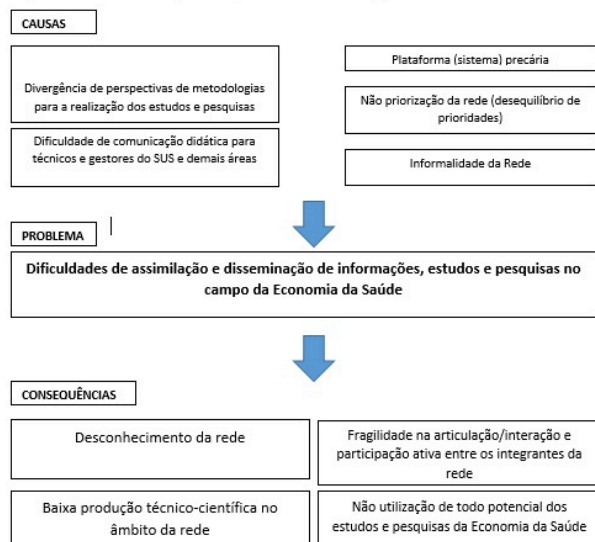 CAUSAS
Divergência de perspectivas de metodologias
para a realização dos estudos e pesquisas
Dificuldade de comunicação didática para
técnicos e gestores do SUS e demais áreas
Plataforma (sistema) precária
Não priorização da rede (desequilíbrio de
prioridades)
Informalidade da Rede
PROBLEMA
Dificuldades de assimilação e disseminação de informações, estudos e pesquisas no
campo da Economia da Saúde
CONSEQUÊNCIAS
Desconhecimento da rede
Fragilidade na articulação/interação e
participação ativa entre os integrantes da
rede
Baixa produção técnico-científica no
âmbito da rede
Não utilização de todo potencial dos
estudos e pesquisas da Economia da Saúde